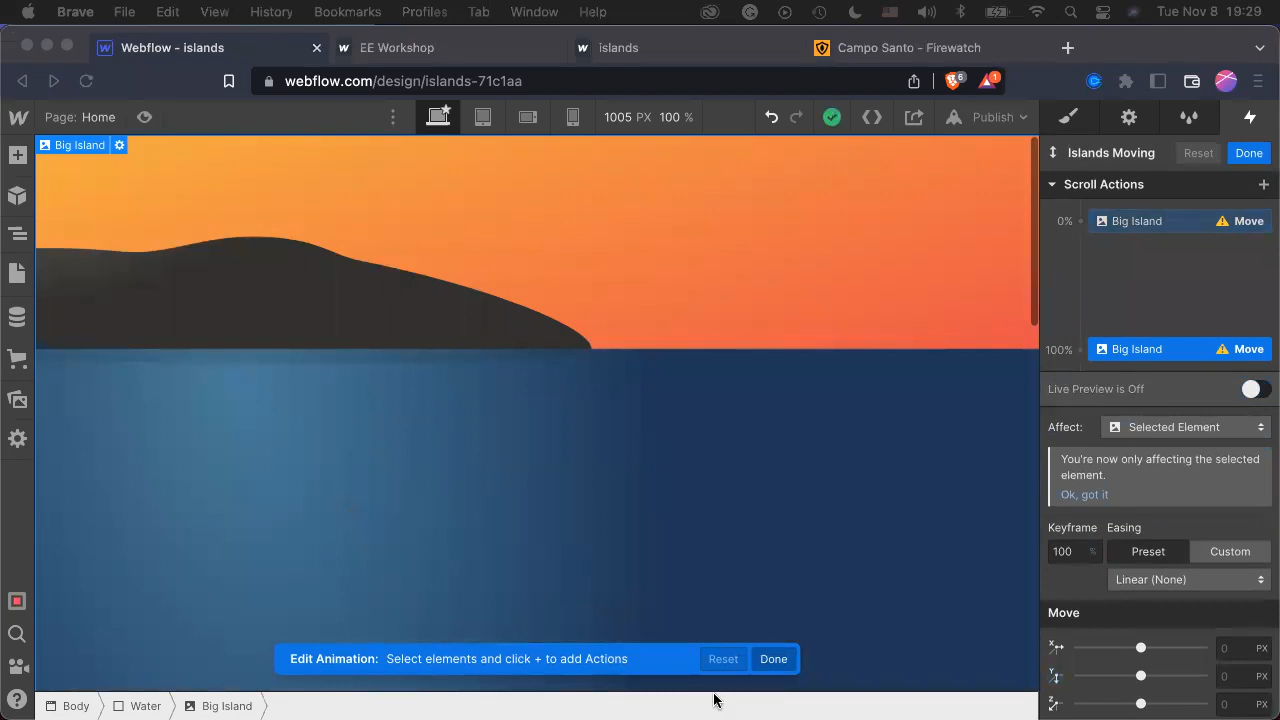 Brave File Edit View History Bookmarks Profiles Tab Window Help Tue Nov 8 19:29
Webflow - islands EE Workshop islands Campo Santo - Firewatch
webflow.com/design/islands-71c1aa 6 1
Page: Home 1005 PX 100 % Publish
Big Island
Islands Moving Reset Done
Scroll Actions
0% Big Island Move
100% Big Island Move
Live Preview is Off
Affect: Selected Element
You're now only affecting the selected
element.
Ok, got it
Keyframe Easing
100 % Preset Custom
Linear (None)
Move
X 0 PX
Y 0 PX
Z 0 PX
Edit Animation: Select elements and click + to add Actions Reset Done
Body Water Big Island